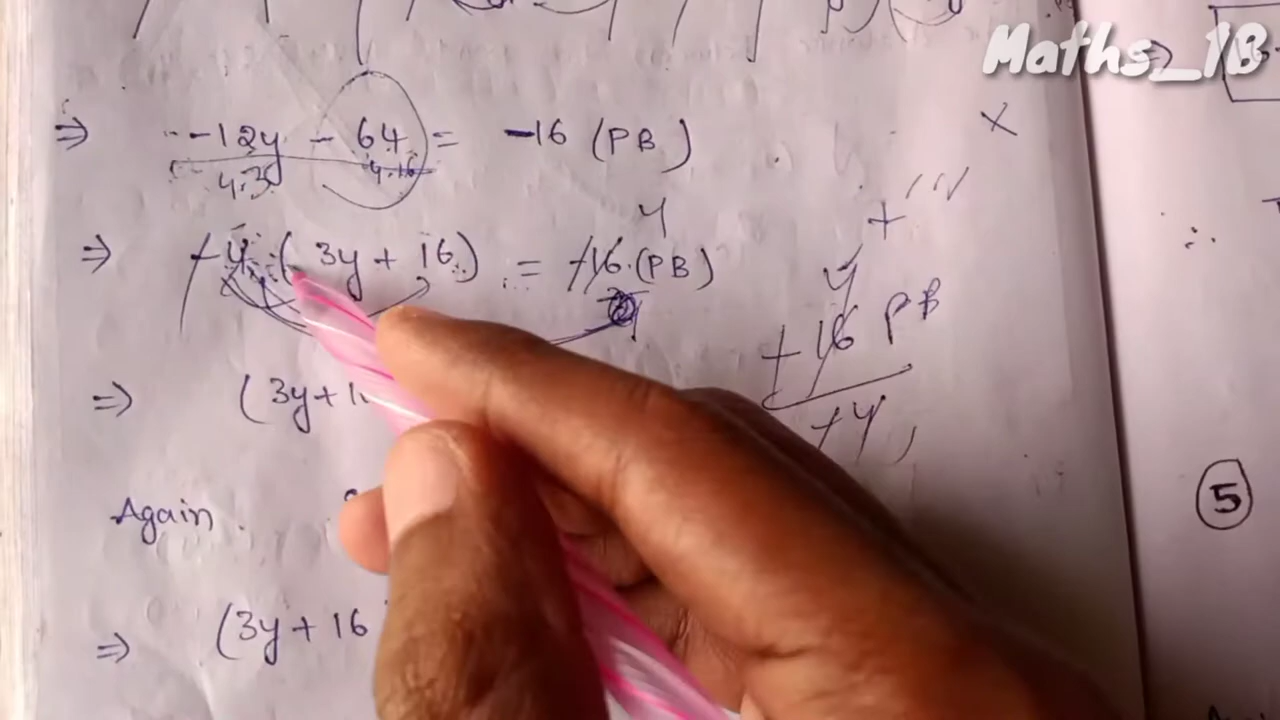 Maths_1B
⇒ -12y - 64 = -16 (PB)
4.3 4.16
⇒ -4 (3y + 16) = -16 (PB)
4
⇒ (3y+1
+16 PB
+4
Again
⇒ (3y + 16
5